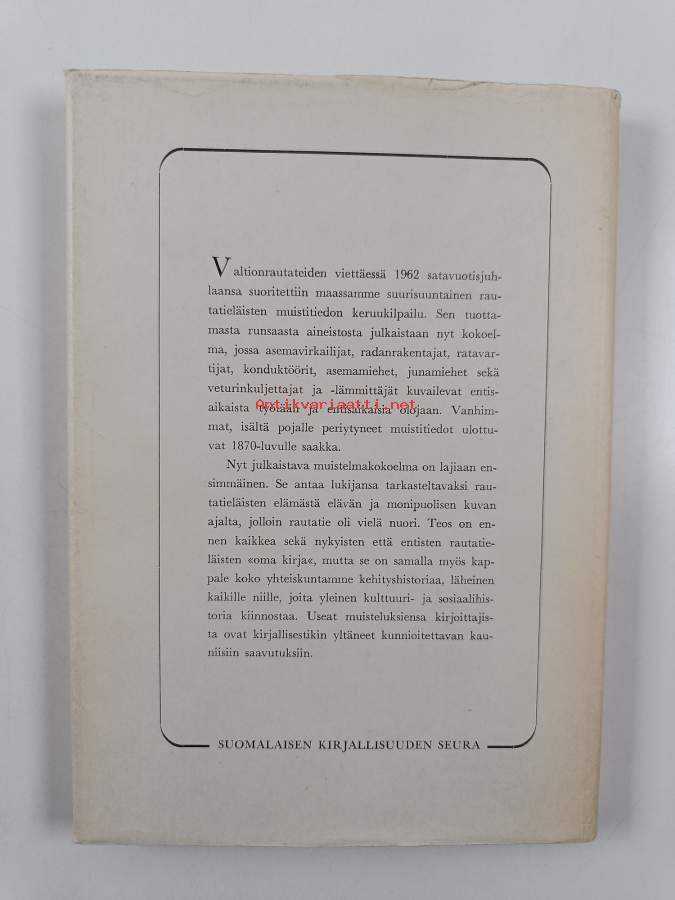 Valtionrautateiden viettäessä 1962 satavuotisjuh-
laansa suoritettiin maassamme suurisuuntainen rau-
tatieläisten muistitiedon keruukilpailu. Sen tuotta-
masta runsaasta aineistosta julkaistaan nyt kokoel-
ma, jossa asemavirkailijat, radanrakentajat, ratavar-
tijat, konduktöörit, asemamiehet, junamiehet sekä
veturinkuljettajat ja -lämmittäjät kuvailevat entis-
aikaista työtään ja entisaikaisia olojaan. Vanhim-
Antikvariaatti.net
mat, isältä pojalle periytyneet muistitiedot ulottu-
vat 1870-luvulle saakka.
Nyt julkaistava muistelmakokoelma on lajiaan en-
simmäinen. Se antaa lukijansa tarkasteltavaksi rau-
tatieläisten elämästä elävän ja monipuolisen kuvan
ajalta, jolloin rautatie oli vielä nuori. Teos on en-
nen kaikkea sekä nykyisten että entisten rautatie-
läisten «oma kirja«, mutta se on samalla myös kap-
pale koko yhteiskuntamme kehityshistoriaa, läheinen
kaikille niille, joita yleinen kulttuuri- ja sosiaalihis-
toria kiinnostaa. Useat muisteluksiensa kirjoittajis-
ta ovat kirjallisestikin yltäneet kunnioitettavan kau-
niisiin saavutuksiin.
SUOMALAISEN KIRJALLISUUDEN SEURA